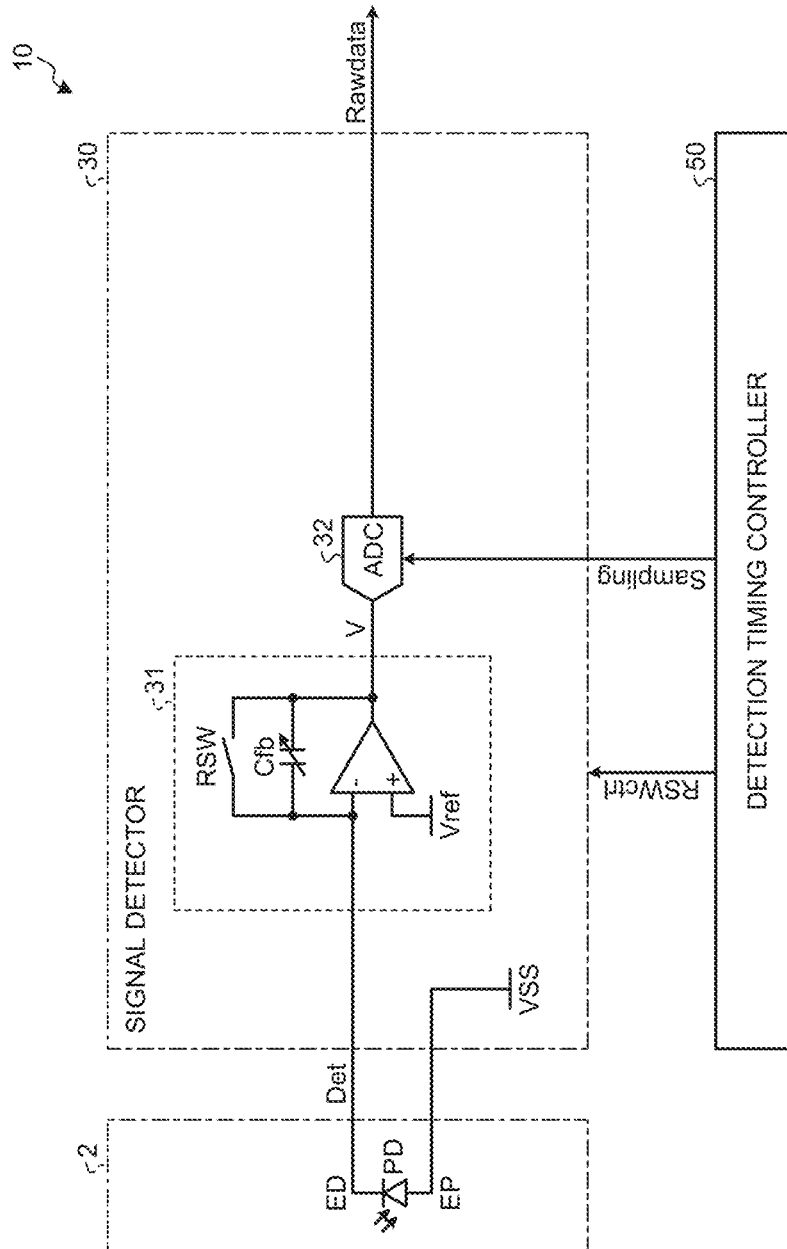 10
30
Rawdata
SIGNAL DETECTOR
31
RSW
Cfb
-
+
Vref
V
32
ADC
2
Det
ED
PD
EP
VSS
RSWctrl
Sampling
50
DETECTION TIMING CONTROLLER